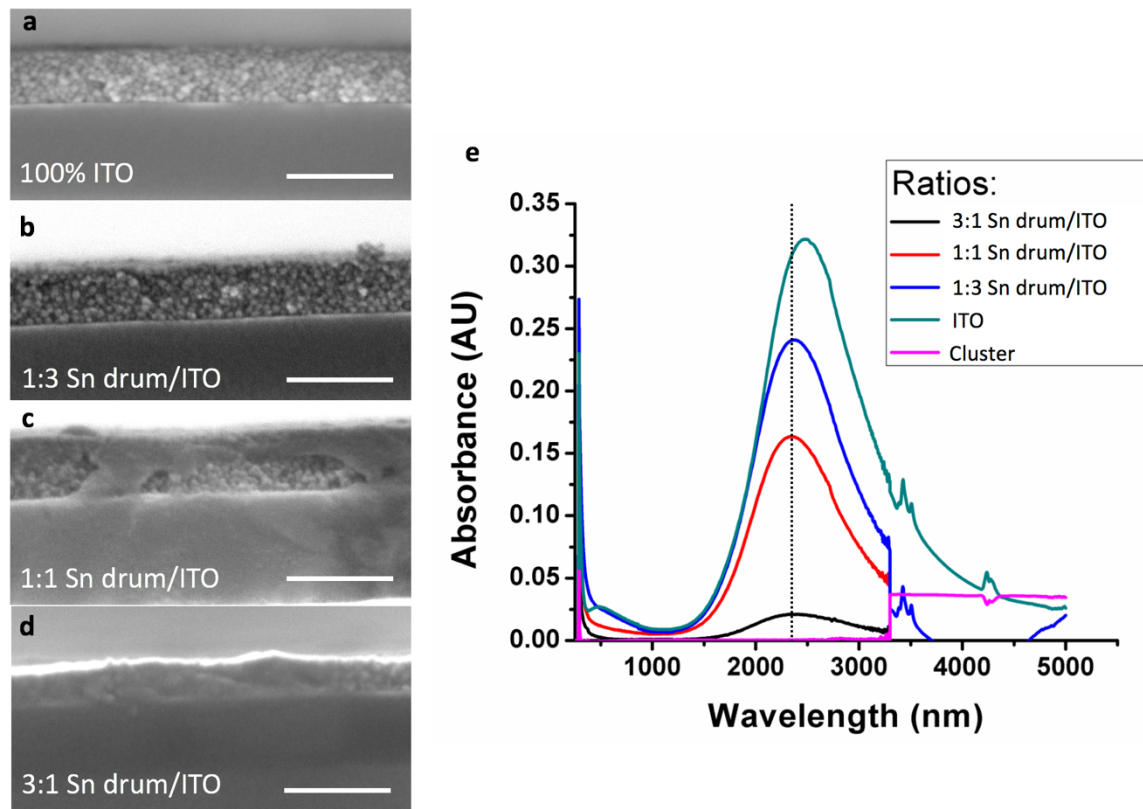 a
100% ITO
b
1:3 Sn drum/ITO
c
1:1 Sn drum/ITO
d
3:1 Sn drum/ITO
e
Ratios:
3:1 Sn drum/ITO
1:1 Sn drum/ITO
1:3 Sn drum/ITO
ITO
Cluster
Absorbance (AU)
0.35
0.30
0.25
0.20
0.15
0.10
0.05
0.00
1000 2000 3000 4000 5000
Wavelength (nm)